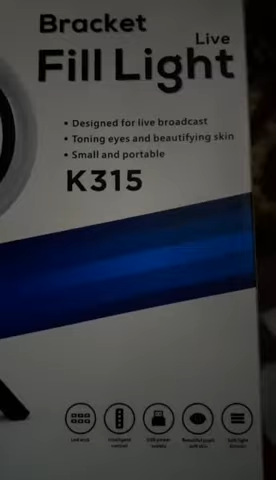 Bracket
Live
Fill Light
• Designed for live broadcast
• Toning eyes and beautifying skin
• Small and portable
K315